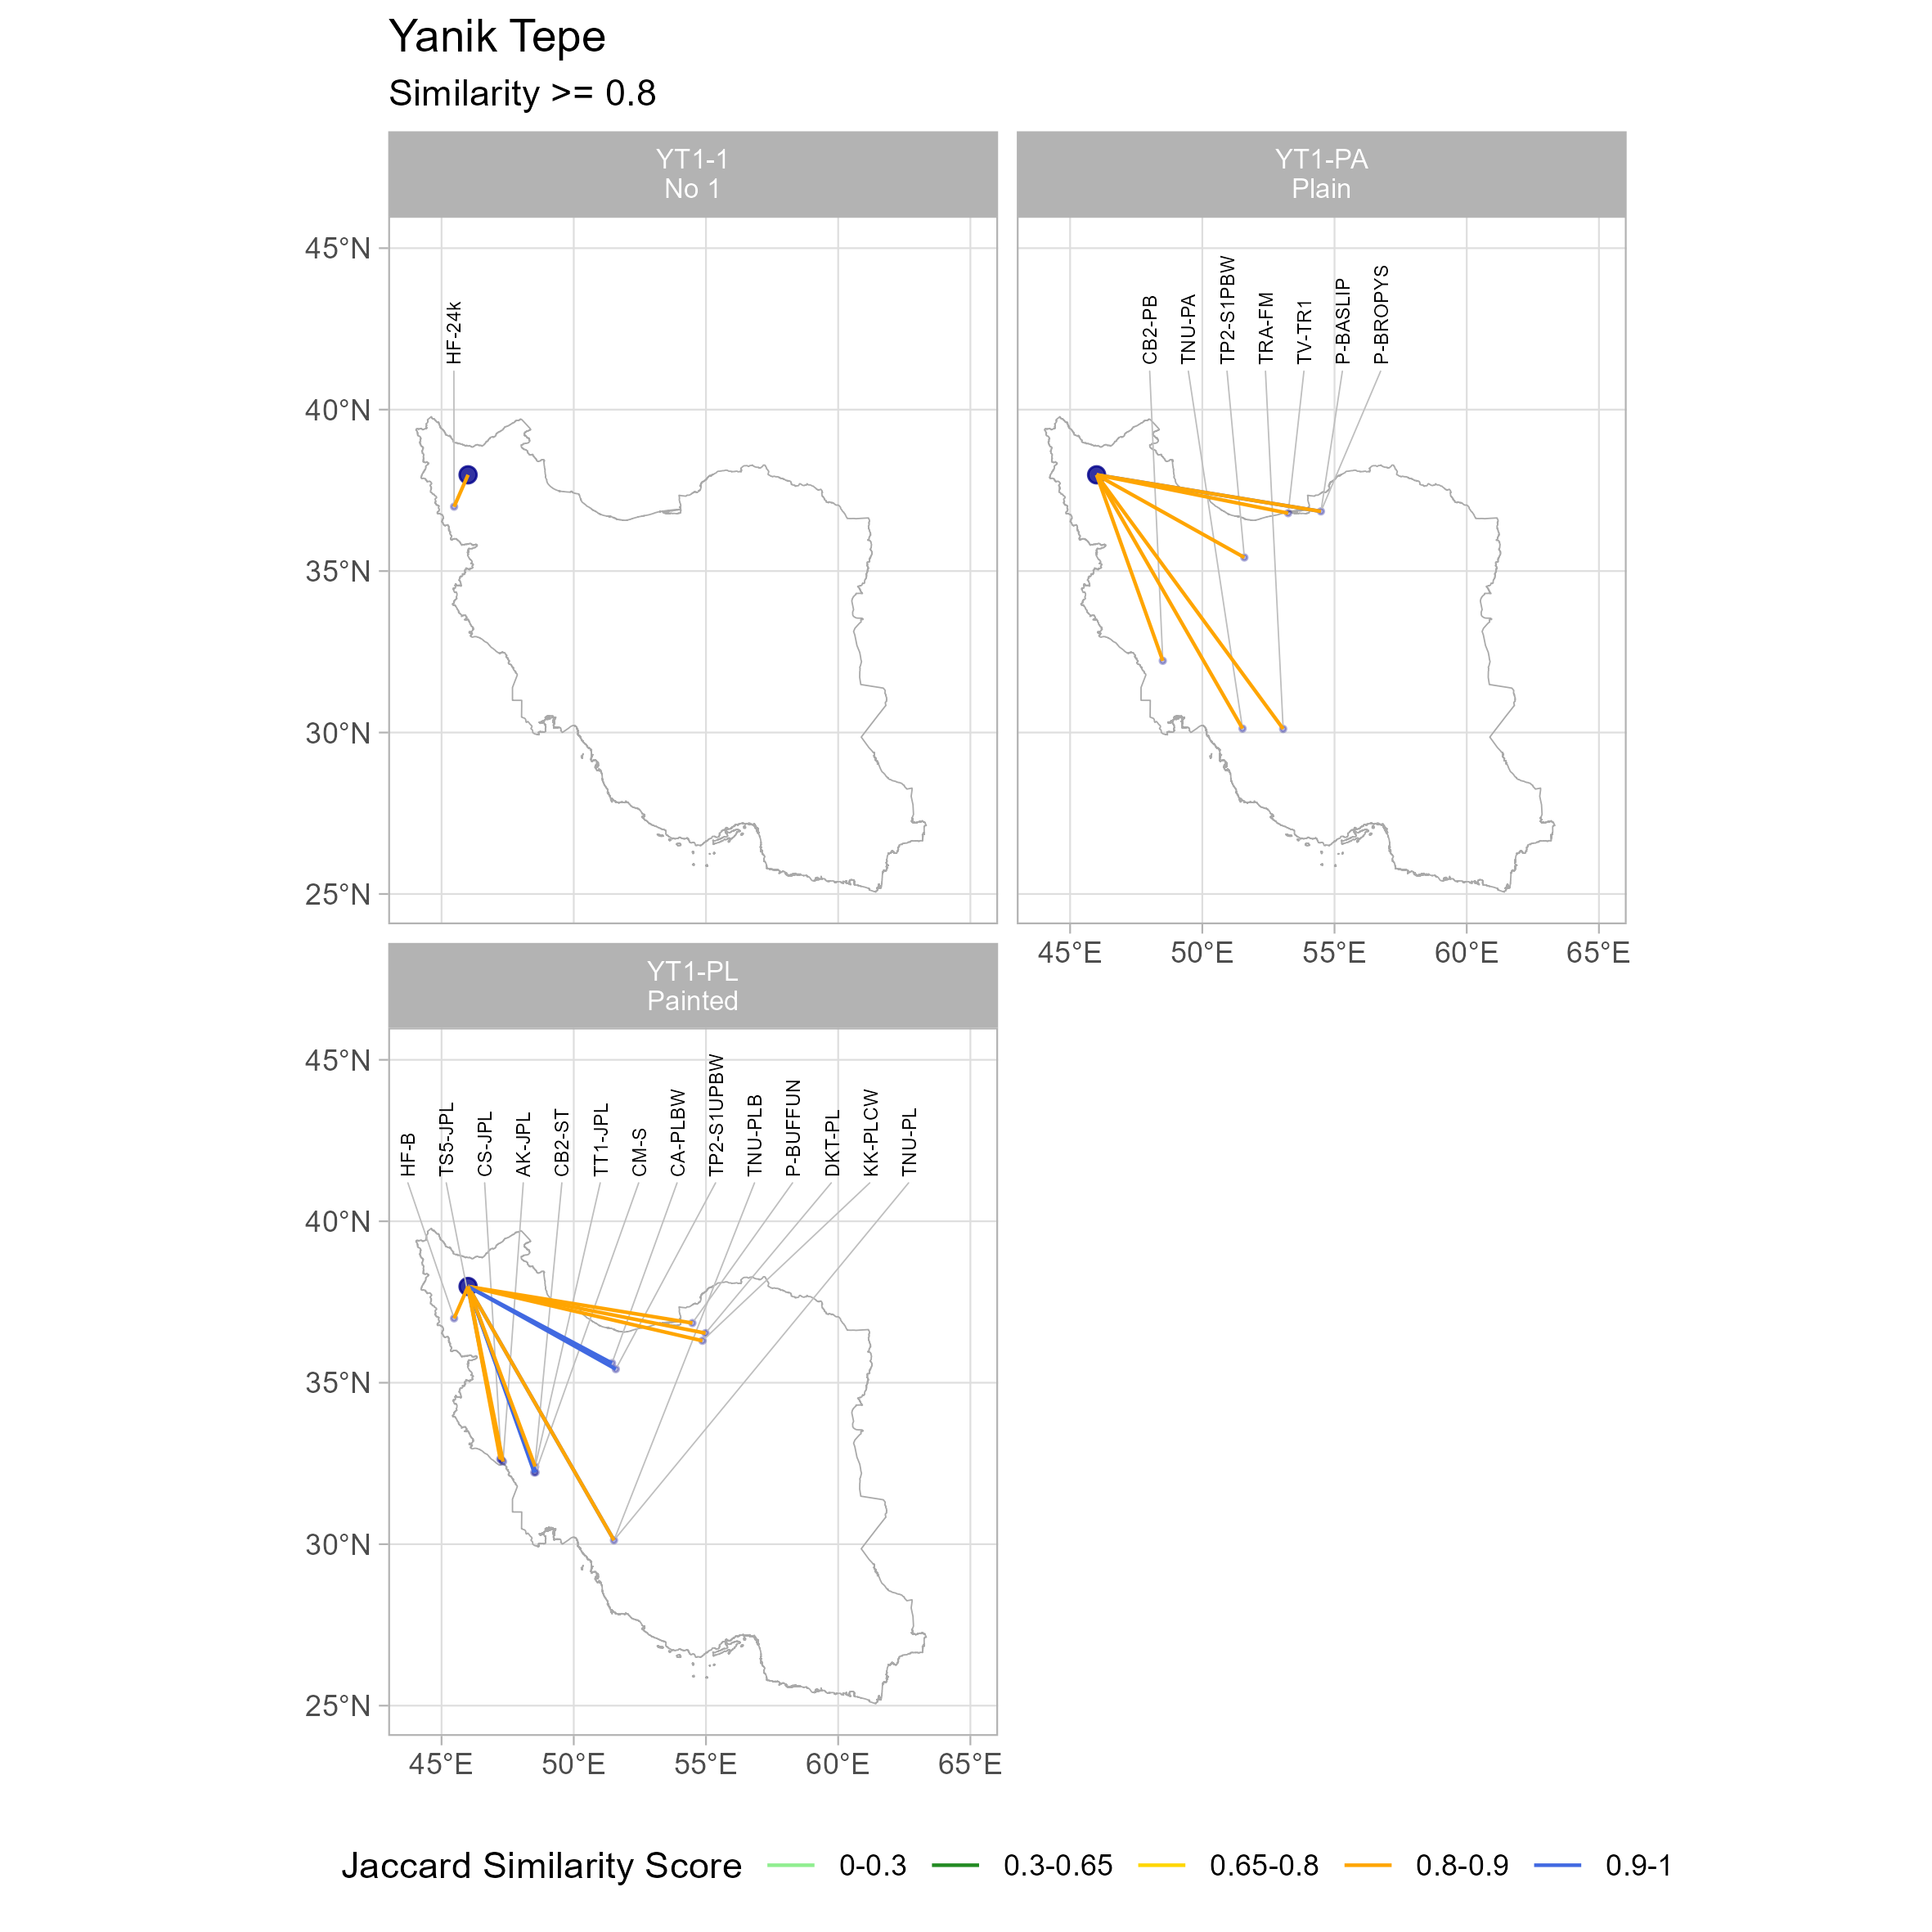 Yanik Tepe
Similarity >= 0.8
YT1-1
No 1
YT1-PA
Plain
45°N
40°N
35°N
30°N
25°N
HF-24k
CB2-PB
TNU-PA
TP2-S1PBW
TRA-FM
TV-TR1
P-BASLIP
P-BROPYS
45°E
50°E
55°E
60°E
65°E
YT1-PL
Painted
45°N
40°N
35°N
30°N
25°N
HF-B
TS5-JPL
CS-JPL
AK-JPL
CB2-ST
TT1-JPL
CM-S
CA-PLBW
TP2-S1UPBW
TNU-PLB
P-BUFFUN
DKT-PL
KK-PLCW
TNU-PL
45°E
50°E
55°E
60°E
65°E
Jaccard Similarity Score 0-0.3 0.3-0.65 0.65-0.8 0.8-0.9 0.9-1